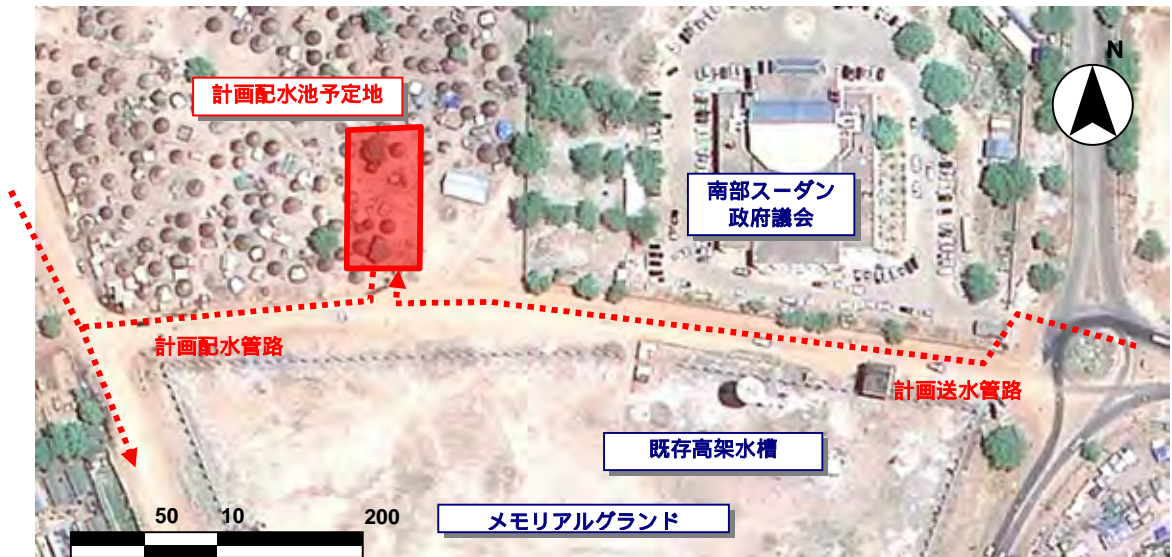 N
計画配水池予定地
南部スーダン
政府議会
計画配水管路
計画送水管路
既存高架水槽
50 10 200
メモリアルグランド